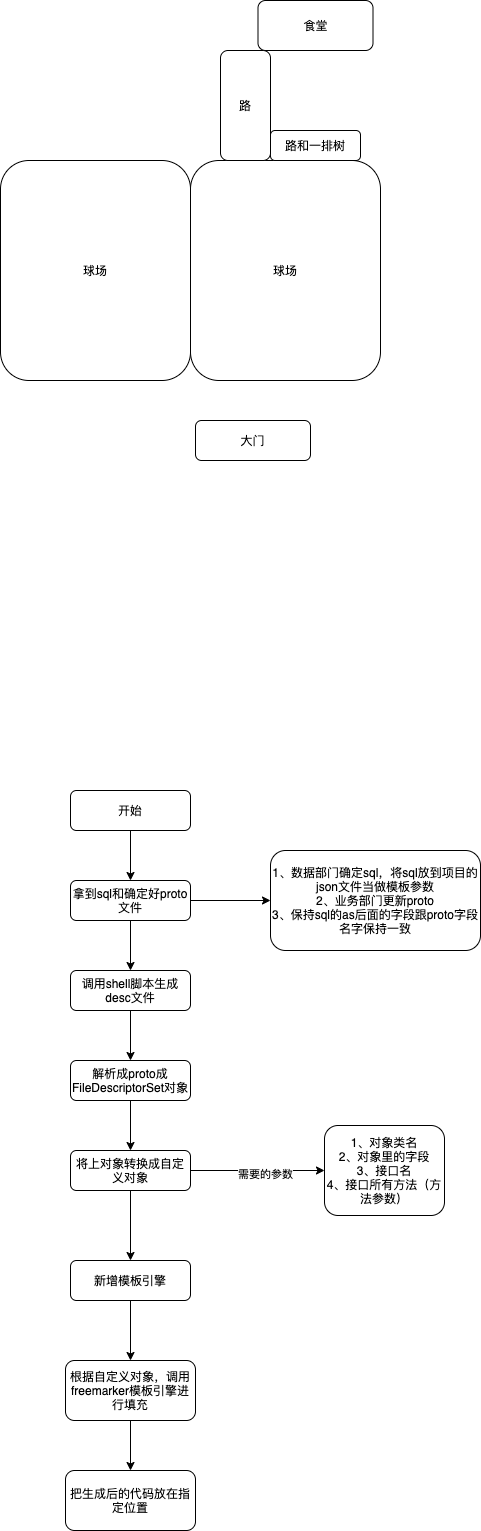 食堂
路
路和一排树
球场
球场
大门
开始
拿到sql和确定好proto
文件
1、数据部门确定sql，将sql放到项目的
json文件当做模板参数
2、业务部门更新proto
3、保持sql的as后面的字段跟proto字段
名字保持一致
调用shell脚本生成
desc文件
解析成proto成
FileDescriptorSet对象
将上对象转换成自定
义对象
需要的参数
1、对象类名
2、对象里的字段
3、接口名
4、接口所有方法（方
法参数）
新增模板引擎
根据自定义对象，调用
freemarker模板引擎进
行填充
把生成后的代码放在指
定位置